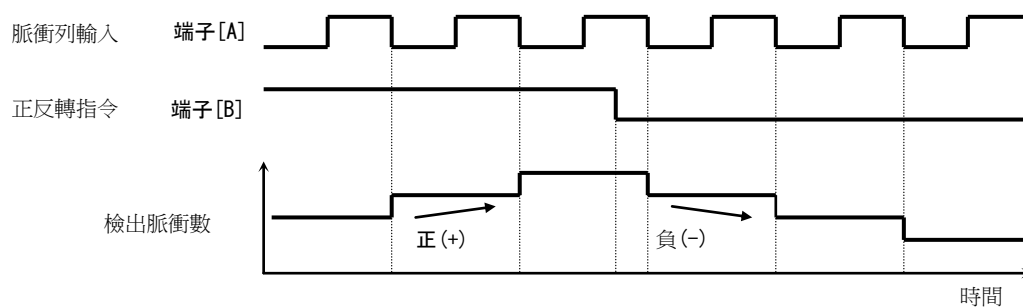 脈衝列輸入 端子[A]
正反轉指令 端子[B]
檢出脈衝數
正(+)
負(-)
時間